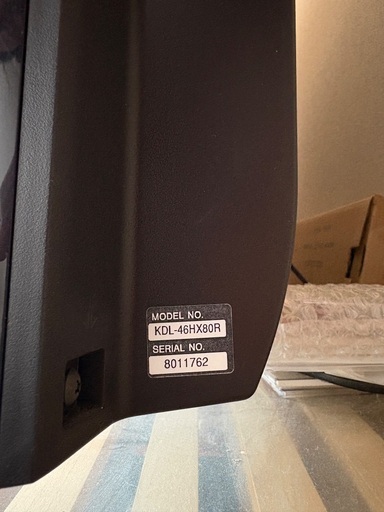 MODEL NO.
KDL-46HX80R
SERIAL NO.
8011762